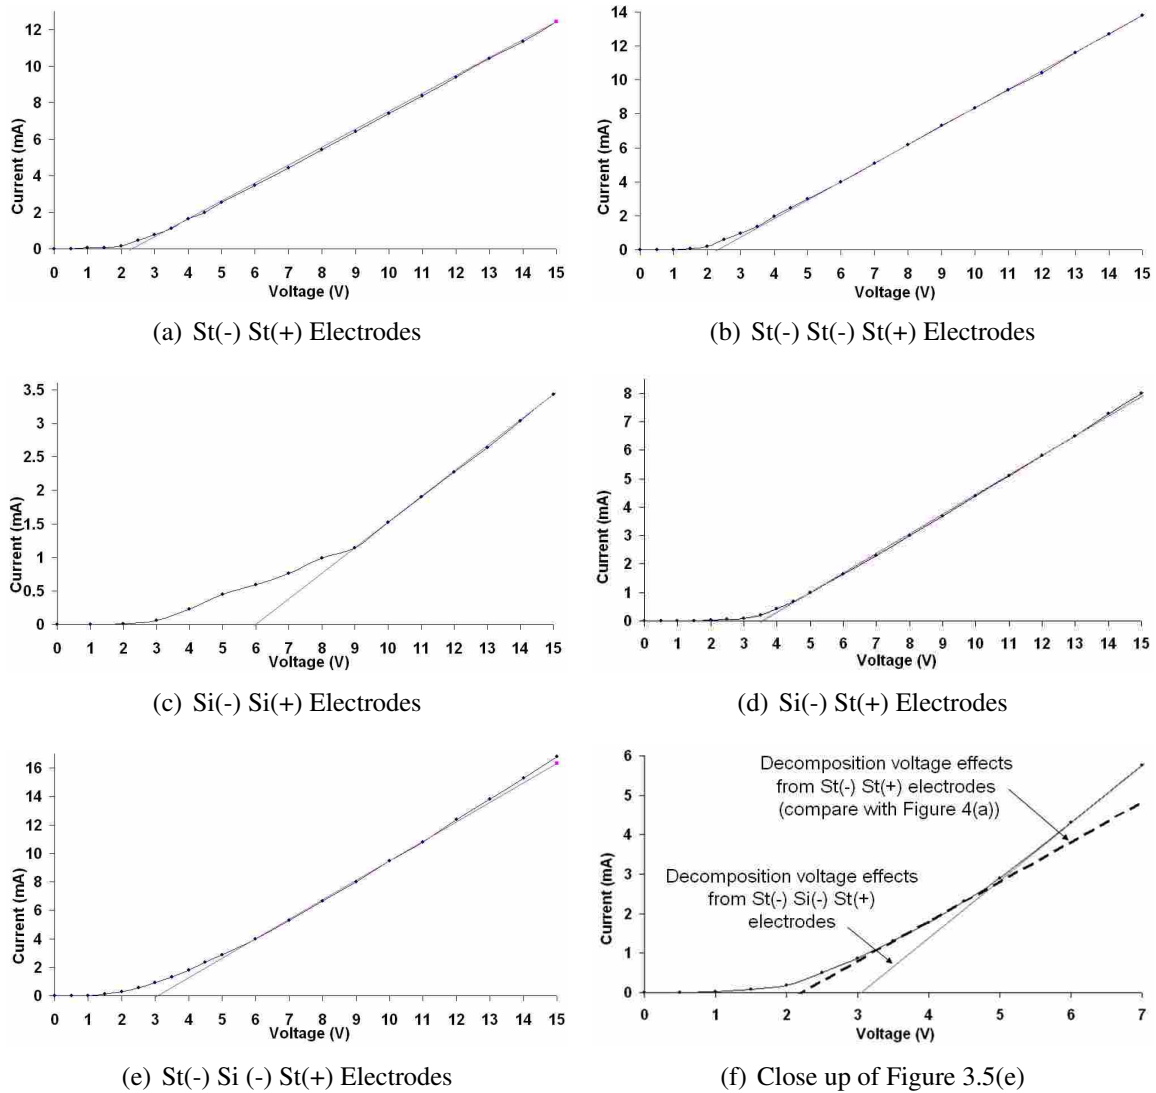 12
10
8
6
4
2
0
Current (mA)
0 1 2 3 4 5 6 7 8 9 10 11 12 13 14 15
Voltage (V)
(a) St(-) St(+) Electrodes
14
12
10
8
6
4
2
0
Current (mA)
0 1 2 3 4 5 6 7 8 9 10 11 12 13 14 15
Voltage (V)
(b) St(-) St(-) St(+) Electrodes
3.5
3
2.5
2
1.5
1
0.5
0
Current (mA)
0 1 2 3 4 5 6 7 8 9 10 11 12 13 14 15
Voltage (V)
(c) Si(-) Si(+) Electrodes
8
7
6
5
4
3
2
1
0
Current (mA)
0 1 2 3 4 5 6 7 8 9 10 11 12 13 14 15
Voltage (V)
(d) Si(-) St(+) Electrodes
16
14
12
10
8
6
4
2
0
Current (mA)
0 1 2 3 4 5 6 7 8 9 10 11 12 13 14 15
Voltage (V)
(e) St(-) Si (-) St(+) Electrodes
6
5
4
3
2
1
0
Current (mA)
Decomposition voltage effects
from St(-) St(+) electrodes
(compare with Figure 4(a))
Decomposition voltage effects
from St(-) Si(-) St(+)
electrodes
0 1 2 3 4 5 6 7
Voltage (V)
(f) Close up of Figure 3.5(e)